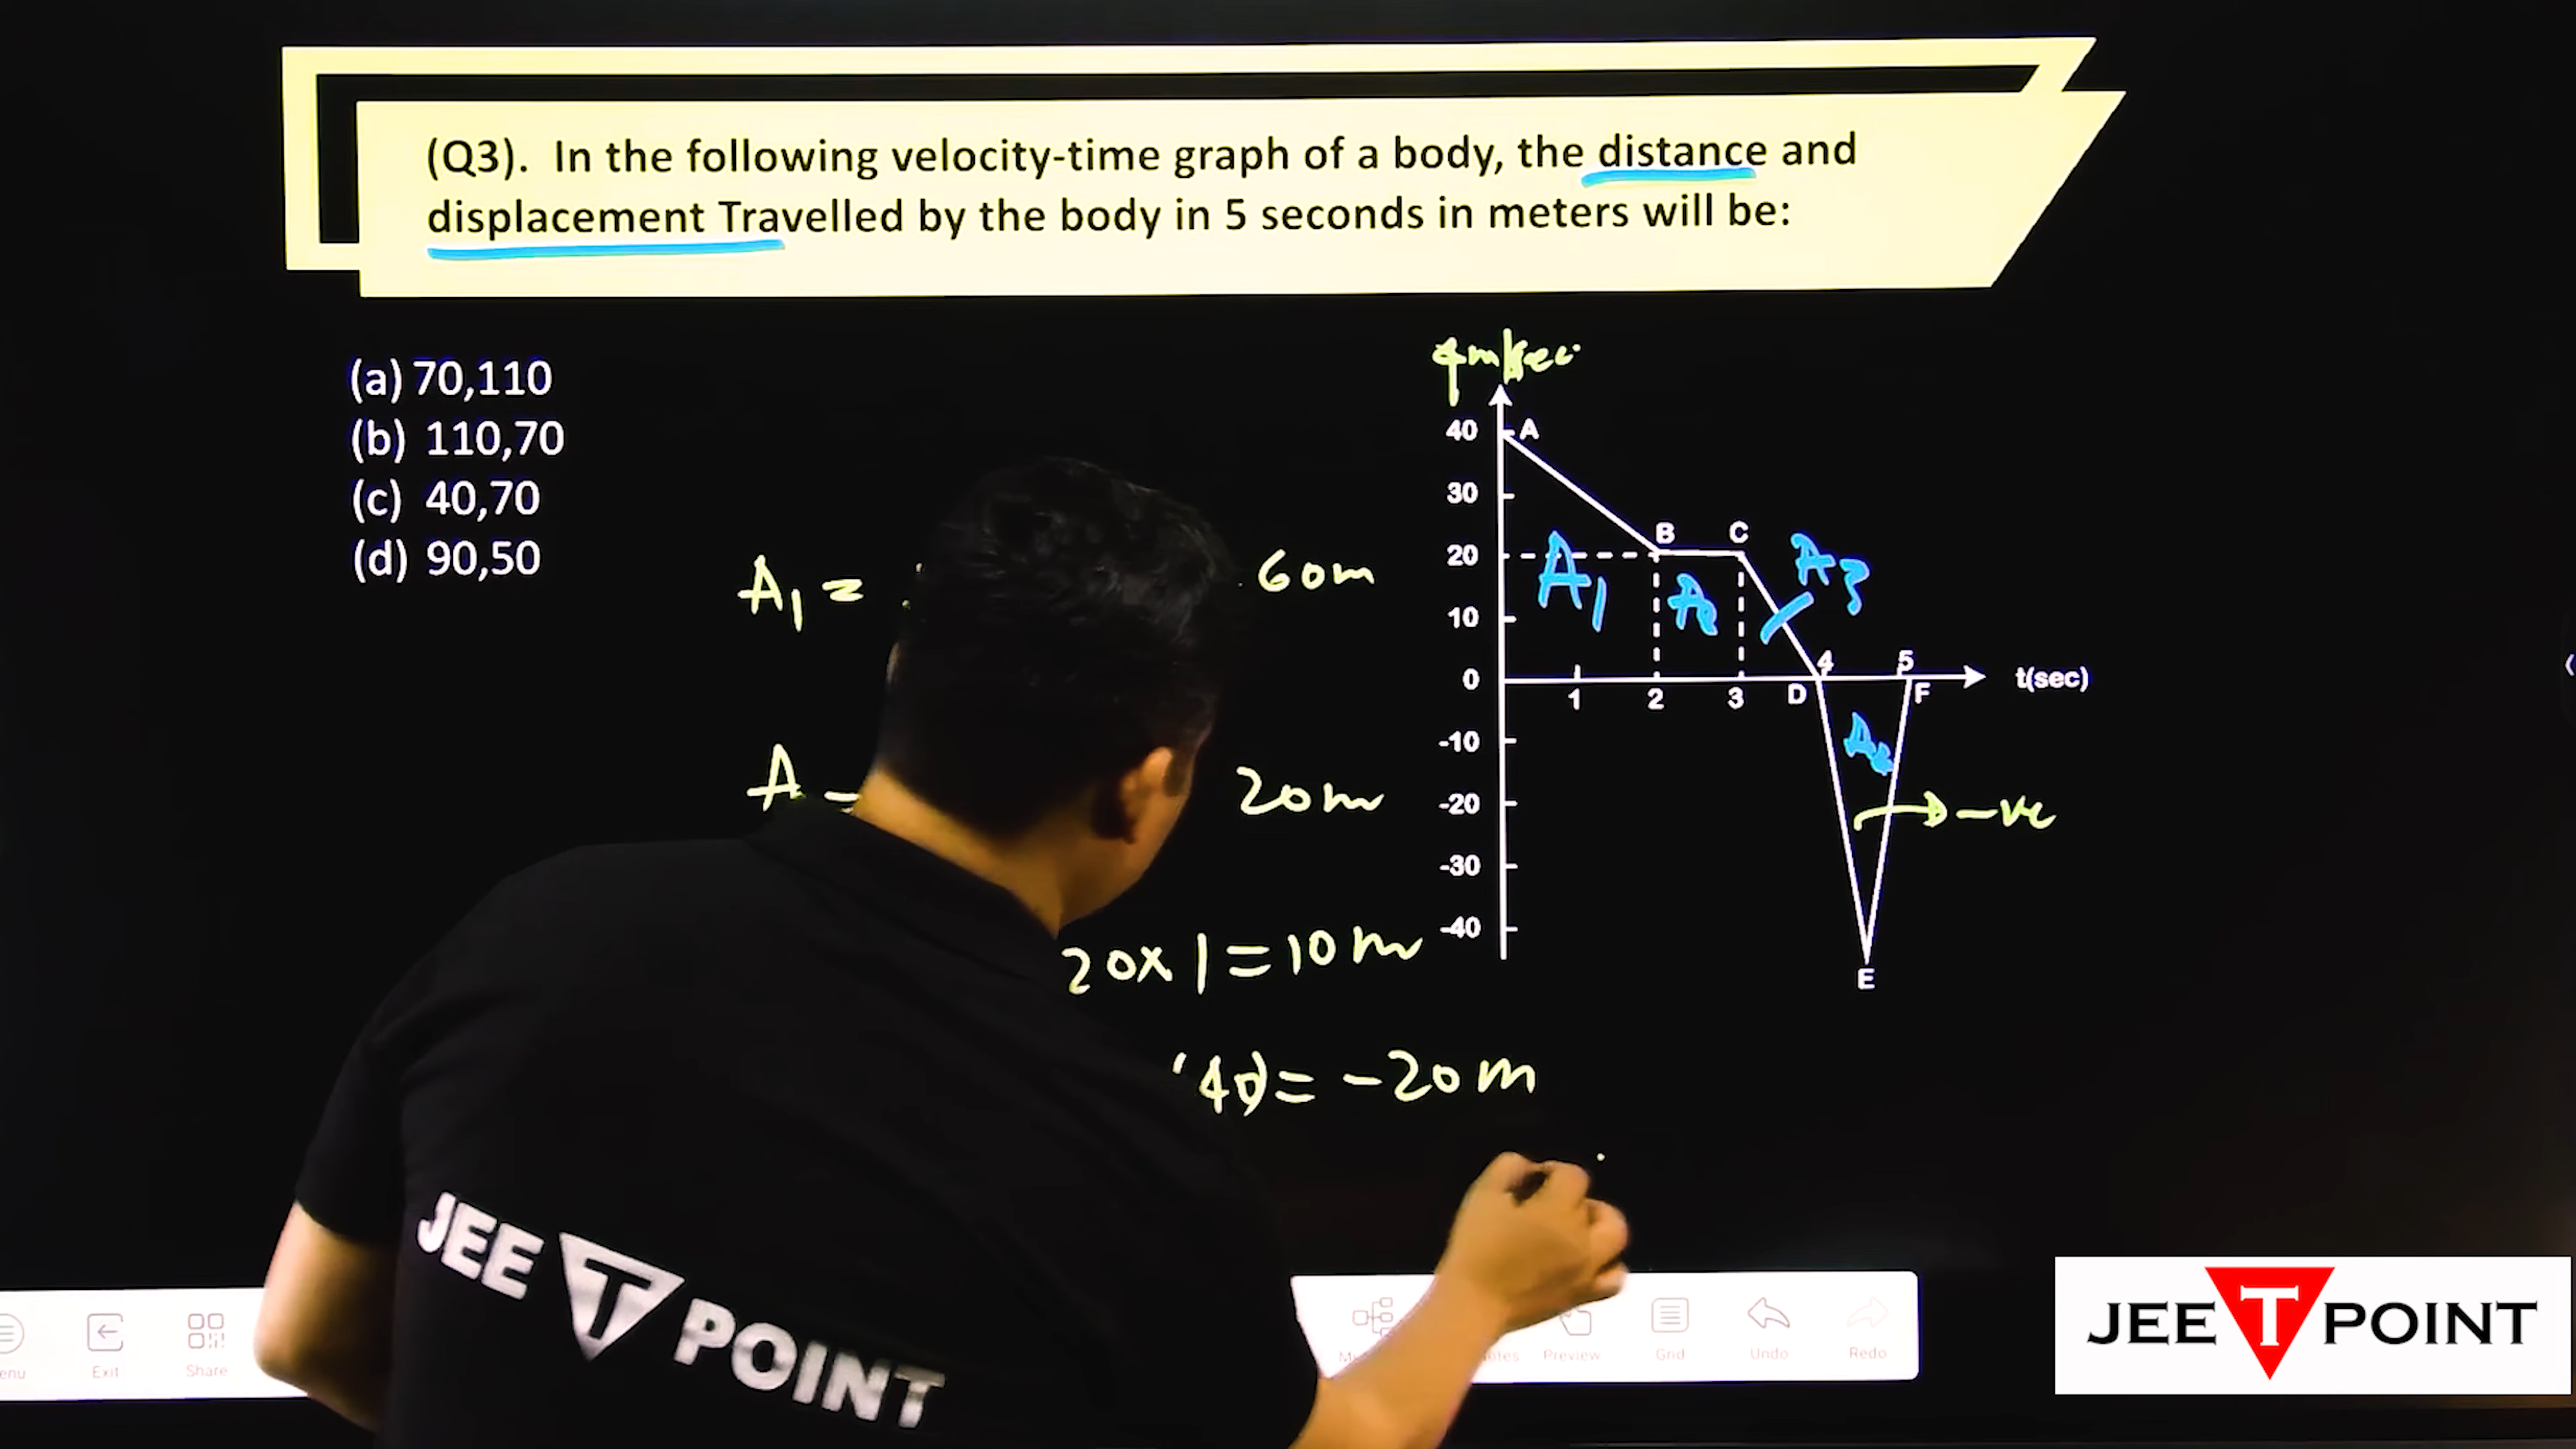 (Q3). In the following velocity-time graph of a body, the distance and
displacement Travelled by the body in 5 seconds in meters will be:
(a) 70,110
(b) 110,70
(c) 40,70
(d) 90,50
m/sec
40 A
30
B C
20
10
0
1 2 3 D 4 5 F t(sec)
-10
-20
-30
-40
E
A1 A2 A3
-ve
A1 = 60m
A = 20m
20x1=10m
40)= -20m
Exit Share Preview Grid Undo Redo
JEE T POINT
JEE T POINT